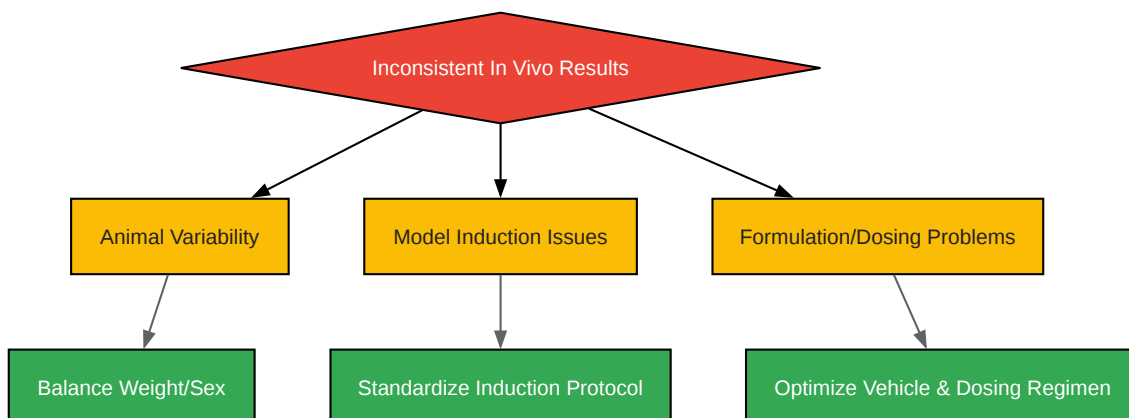 Inconsistent In Vivo Results
Animal Variability
Model Induction Issues
Formulation/Dosing Problems
Balance Weight/Sex
Standardize Induction Protocol
Optimize Vehicle & Dosing Regimen